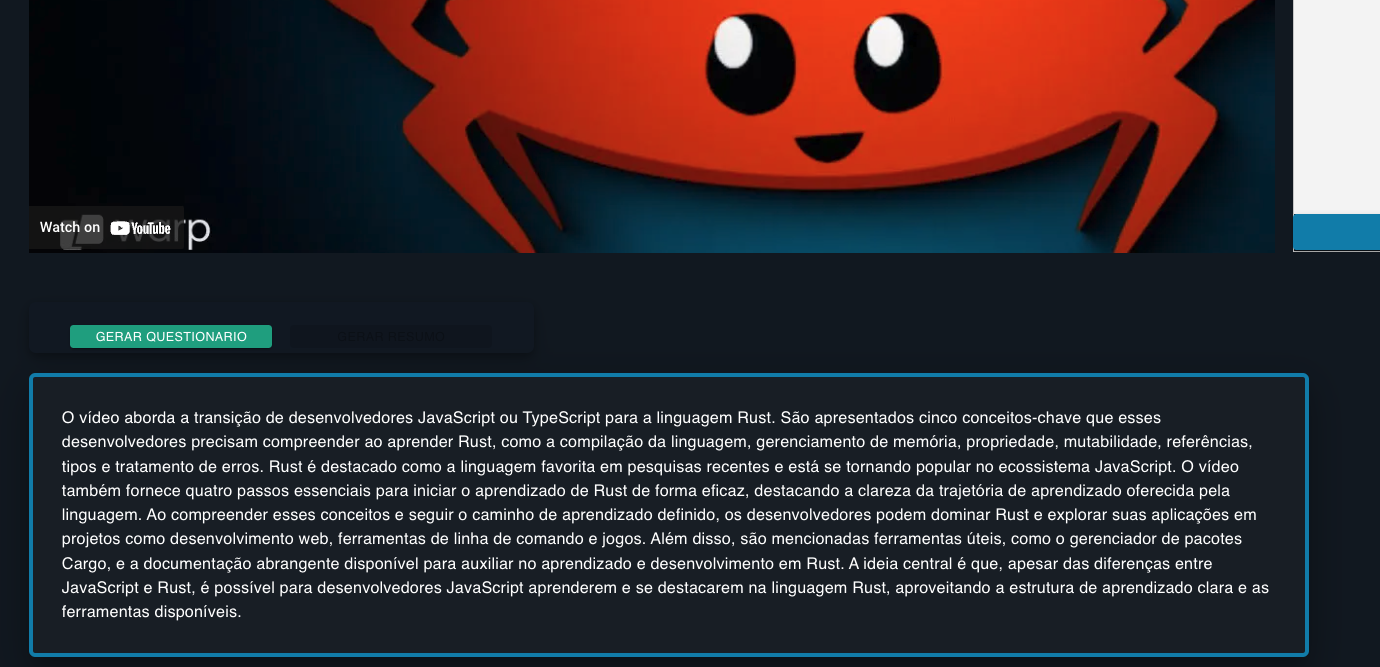 Watch on YouTube
warp
GERAR QUESTIONARIO
GERAR RESUMO
O vídeo aborda a transição de desenvolvedores JavaScript ou TypeScript para a linguagem Rust. São apresentados cinco conceitos-chave que esses
desenvolvedores precisam compreender ao aprender Rust, como a compilação da linguagem, gerenciamento de memória, propriedade, mutabilidade, referências,
tipos e tratamento de erros. Rust é destacado como a linguagem favorita em pesquisas recentes e está se tornando popular no ecossistema JavaScript. O vídeo
também fornece quatro passos essenciais para iniciar o aprendizado de Rust de forma eficaz, destacando a clareza da trajetória de aprendizado oferecida pela
linguagem. Ao compreender esses conceitos e seguir o caminho de aprendizado definido, os desenvolvedores podem dominar Rust e explorar suas aplicações em
projetos como desenvolvimento web, ferramentas de linha de comando e jogos. Além disso, são mencionadas ferramentas úteis, como o gerenciador de pacotes
Cargo, e a documentação abrangente disponível para auxiliar no aprendizado e desenvolvimento em Rust. A ideia central é que, apesar das diferenças entre
JavaScript e Rust, é possível para desenvolvedores JavaScript aprenderem e se destacarem na linguagem Rust, aproveitando a estrutura de aprendizado clara e as
ferramentas disponíveis.